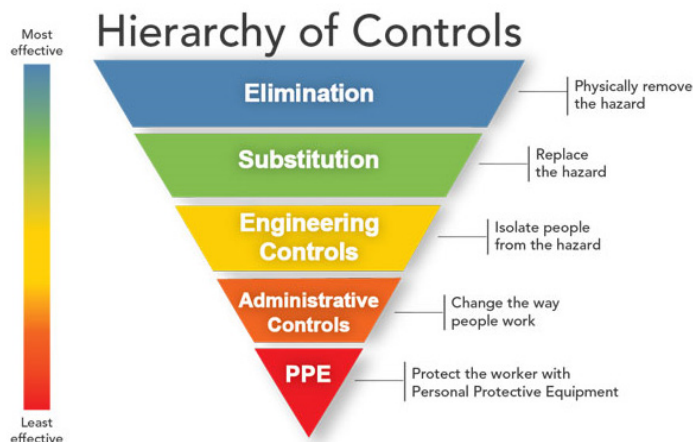 Most
effective
Hierarchy of Controls
Elimination
Physically remove
the hazard
Substitution
Replace
the hazard
Engineering
Controls
Isolate people
from the hazard
Administrative
Controls
Change the way
people work
PPE
Protect the worker with
Personal Protective Equipment
Least
effective